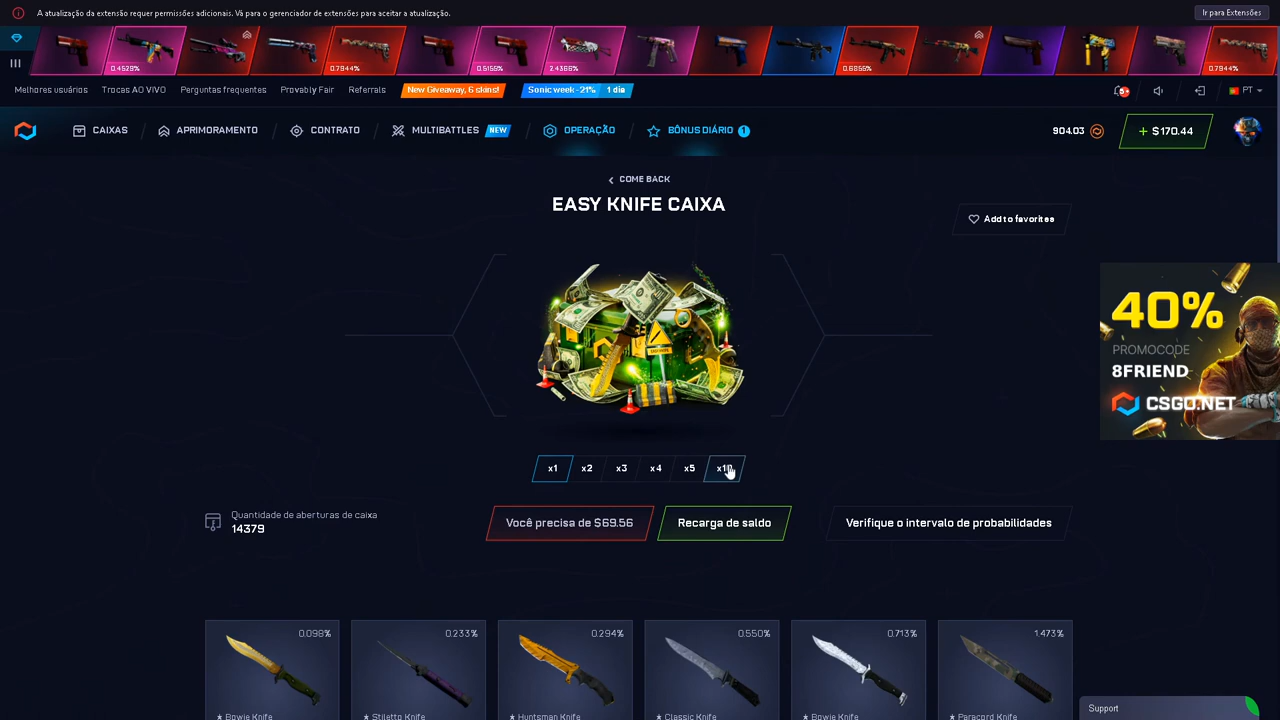 A atualização da extensão requer permissões adicionais. Vá para o gerenciador de extensões para aceitar a atualização.
Ir para Extensões
0.4529%
0.7944%
0.5155%
2.4366%
0.6855%
0.7944%
Melhores usuários
Trocas AO VIVO
Perguntas frequentes
Provably Fair
Referrals
New Giveaway, 6 skins!
Sonic week -21%
1 dia
5+
PT
CAIXAS
APRIMORAMENTO
CONTRATO
MULTIBATTLES NEW
OPERAÇÃO
BÔNUS DIÁRIO 1
904.03
+ $ 170.44
COME BACK
EASY KNIFE CAIXA
Add to favorites
40%
PROMOCODE
8FRIEND
CSGO.NET
x1
x2
x3
x4
x5
Quantidade de aberturas de caixa
14379
Você precisa de $69.56
Recarga de saldo
Verifique o intervalo de probabilidades
0.098%
0.233%
0.294%
0.550%
0.713%
1.473%
★ Bowie Knife
★ Stiletto Knife
★ Huntsman Knife
★ Classic Knife
★ Bowie Knife
★ Paracord Knife
Support